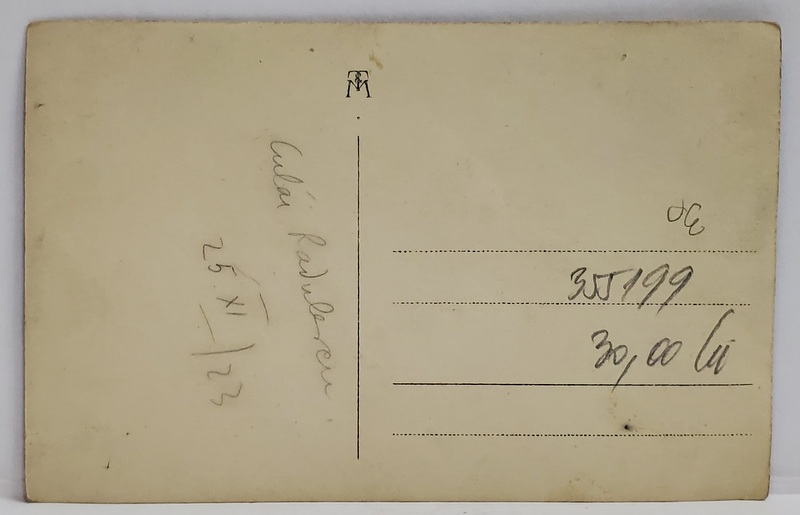 Culai Radulescu.
25 XI /23
355199
30,00 lei